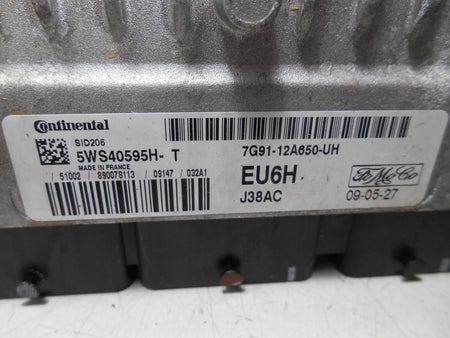 Continental
SID206
5WS40595H- T
MADE IN FRANCE
51002 / 890078113 / 09147 / 032A1
7G91-12A650-UH
EU6H
J38AC
FoMoCo
09-05-27